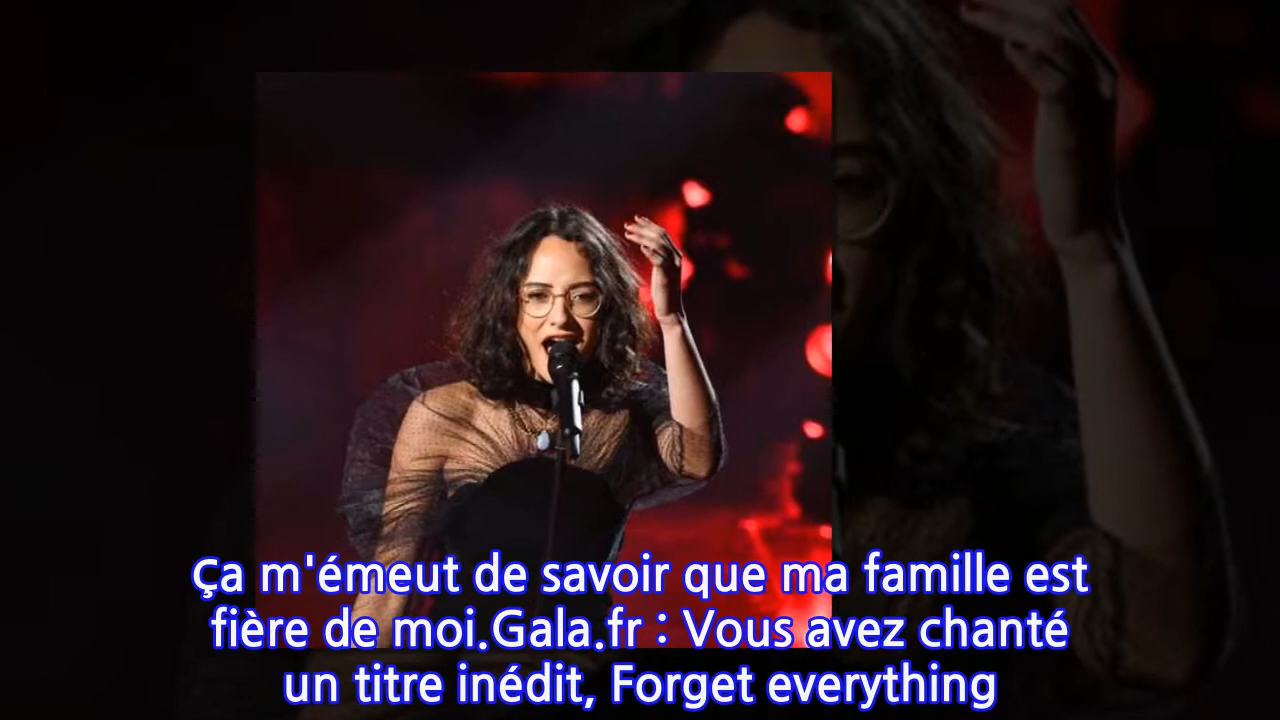 Ça m'émeut de savoir que ma famille est
fière de moi.Gala.fr : Vous avez chanté
un titre inédit, Forget everything